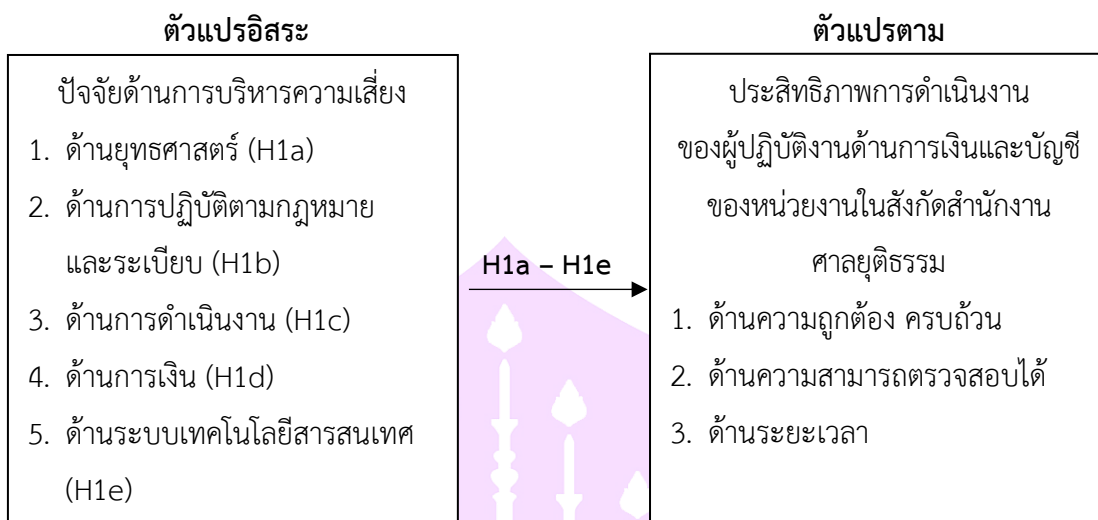 ตัวแปรอิสระ
ปัจจัยด้านการบริหารความเสี่ยง
1. ด้านยุทธศาสตร์ (H1a)
2. ด้านการปฏิบัติตามกฎหมาย
และระเบียบ (H1b)
3. ด้านการดำเนินงาน (H1c)
4. ด้านการเงิน (H1d)
5. ด้านระบบเทคโนโลยีสารสนเทศ
(H1e)
H1a – H1e
ตัวแปรตาม
ประสิทธิภาพการดำเนินงาน
ของผู้ปฏิบัติงานด้านการเงินและบัญชี
ของหน่วยงานในสังกัดสำนักงาน
ศาลยุติธรรม
1. ด้านความถูกต้อง ครบถ้วน
2. ด้านความสามารถตรวจสอบได้
3. ด้านระยะเวลา